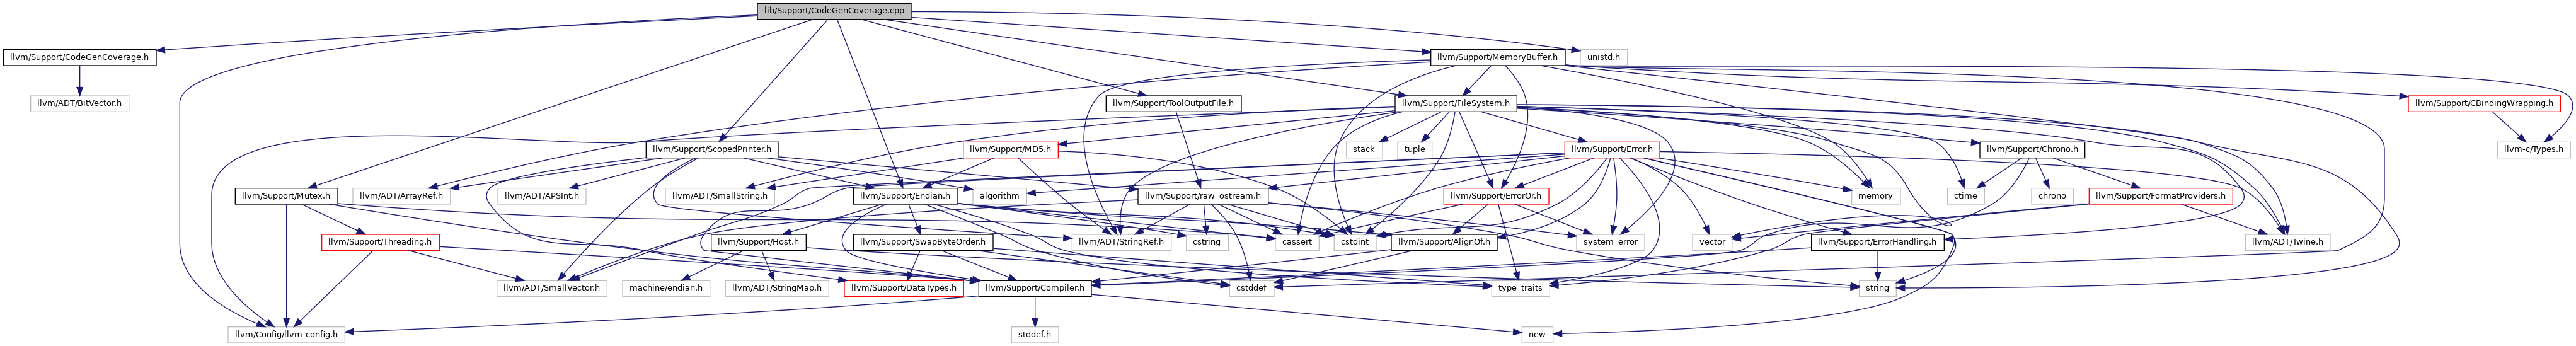 lib/Support/CodeGenCoverage.cpp
llvm/Support/CodeGenCoverage.h
llvm/Support/MemoryBuffer.h
unistd.h
llvm/ADT/BitVector.h
llvm/Support/ToolOutputFile.h
llvm/Support/FileSystem.h
llvm/Support/CBindingWrapping.h
llvm/Support/ScopedPrinter.h
llvm/Support/MD5.h
stack
tuple
llvm/Support/Error.h
llvm/Support/Chrono.h
llvm-c/Types.h
llvm/Support/Mutex.h
llvm/ADT/ArrayRef.h
llvm/ADT/APSInt.h
llvm/ADT/SmallString.h
llvm/Support/Endian.h
algorithm
llvm/Support/raw_ostream.h
llvm/Support/ErrorOr.h
memory
ctime
chrono
llvm/Support/FormatProviders.h
llvm/Support/Threading.h
llvm/Support/Host.h
llvm/Support/SwapByteOrder.h
llvm/ADT/StringRef.h
cstring
cassert
cstdint
llvm/Support/AlignOf.h
system_error
vector
llvm/Support/ErrorHandling.h
llvm/ADT/Twine.h
llvm/ADT/SmallVector.h
machine/endian.h
llvm/ADT/StringMap.h
llvm/Support/DataTypes.h
llvm/Support/Compiler.h
cstddef
type_traits
string
llvm/Config/llvm-config.h
stddef.h
new